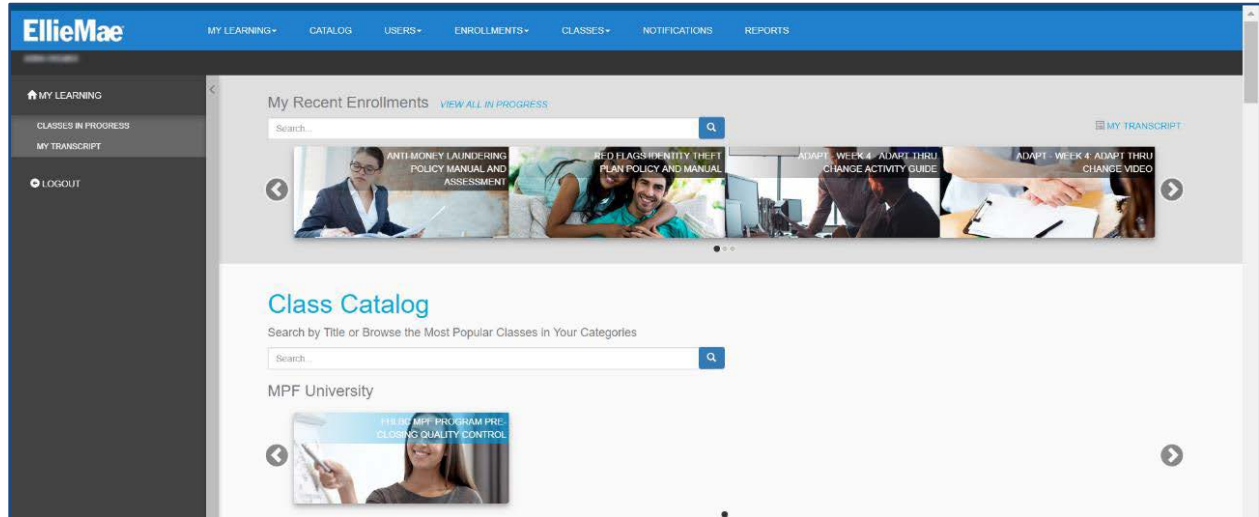 EllieMae
MY LEARNING CATALOG USERS ENROLLMENTS CLASSES NOTIFICATIONS REPORTS
MY LEARNING
CLASSES IN PROGRESS
MY TRANSCRIPT
LOGOUT
My Recent Enrollments VIEW ALL IN PROGRESS
Search...
MY TRANSCRIPT
ANTI-MONEY LAUNDERING
POLICY MANUAL AND
ASSESSMENT
RED FLAGS IDENTITY THEFT
PLAN POLICY AND MANUAL
ADAPT - WEEK 4 : ADAPT THRU
CHANGE ACTIVITY GUIDE
ADAPT - WEEK 4: ADAPT THRU
CHANGE VIDEO
Class Catalog
Search by Title or Browse the Most Popular Classes in Your Categories
Search...
MPF University
FHLBC MPF PROGRAM PRE-
CLOSING QUALITY CONTROL